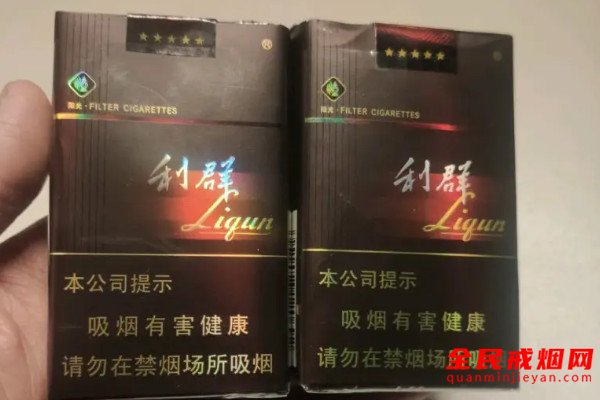 ★★★★★
®
阳光·FILTER CIGARETTES
利群
Liqun
本公司提示
吸烟有害健康
请勿在禁烟场所吸烟
★★★★★
®
阳光·FILTER CIGARETTES
利群
Liqun
本公司提示
吸烟有害健康
请勿在禁烟场所吸
全民戒烟网
quanminjieyan.com